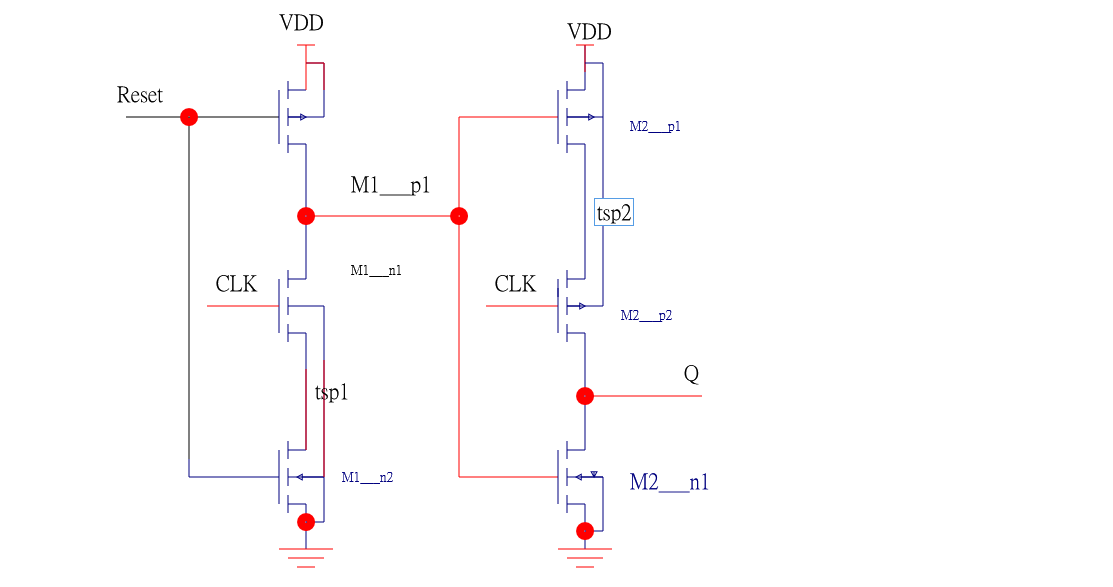 VDD
VDD
Reset
M2___p1
M1___p1
tsp2
M1___n1
CLK
CLK
M2___p2
Q
tsp1
M1___n2
M2___n1